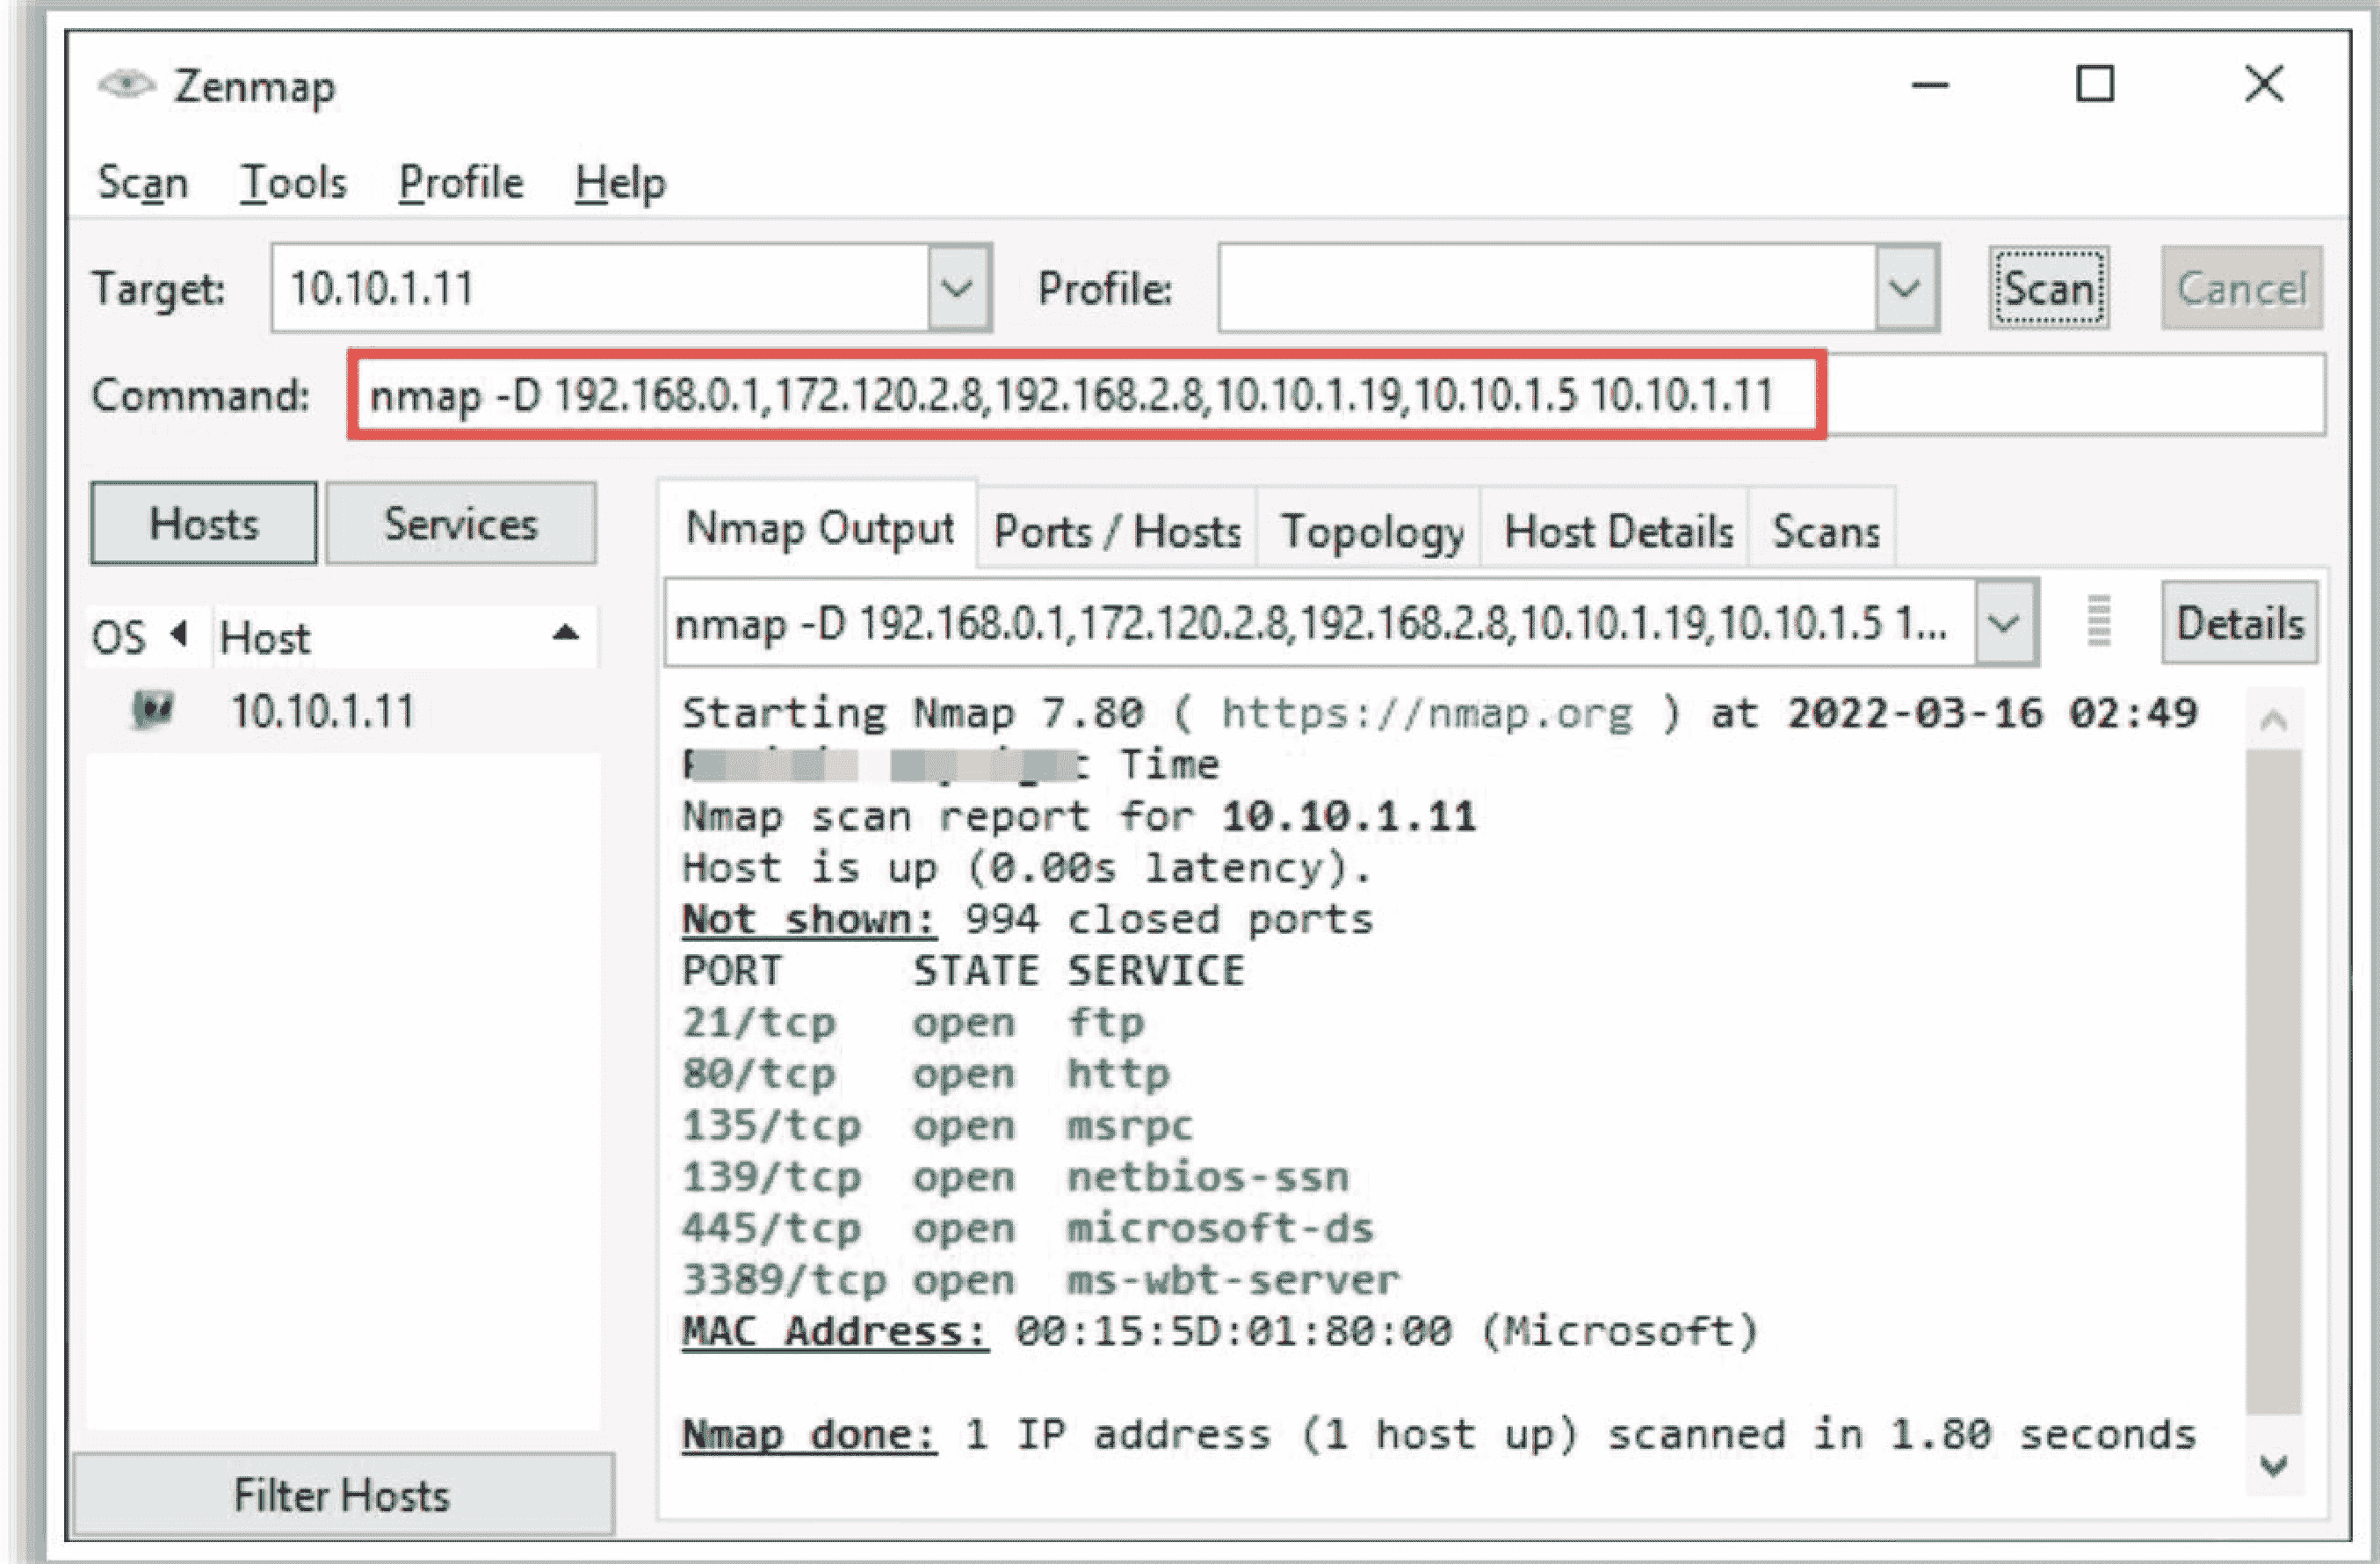 Zenmap
Scan Tools Profile Help
Target: 10.10.1.11 Profile: Scan Cancel
Command: nmap -D 192.168.0.1,172.120.2.8,192.168.2.8,10.10.1.19,10.10.1.5 10.10.1.11
Hosts Services
OS Host
10.10.1.11
Filter Hosts
Nmap Output Ports / Hosts Topology Host Details Scans
nmap -D 192.168.0.1,172.120.2.8,192.168.2.8,10.10.1.19,10.10.1.5 1... Details
Starting Nmap 7.80 ( https://nmap.org ) at 2022-03-16 02:49
Time
Nmap scan report for 10.10.1.11
Host is up (0.00s latency).
Not shown: 994 closed ports
PORT STATE SERVICE
21/tcp open ftp
80/tcp open http
135/tcp open msrpc
139/tcp open netbios-ssn
445/tcp open microsoft-ds
3389/tcp open ms-wbt-server
MAC Address: 00:15:5D:01:80:00 (Microsoft)
Nmap done: 1 IP address (1 host up) scanned in 1.80 seconds